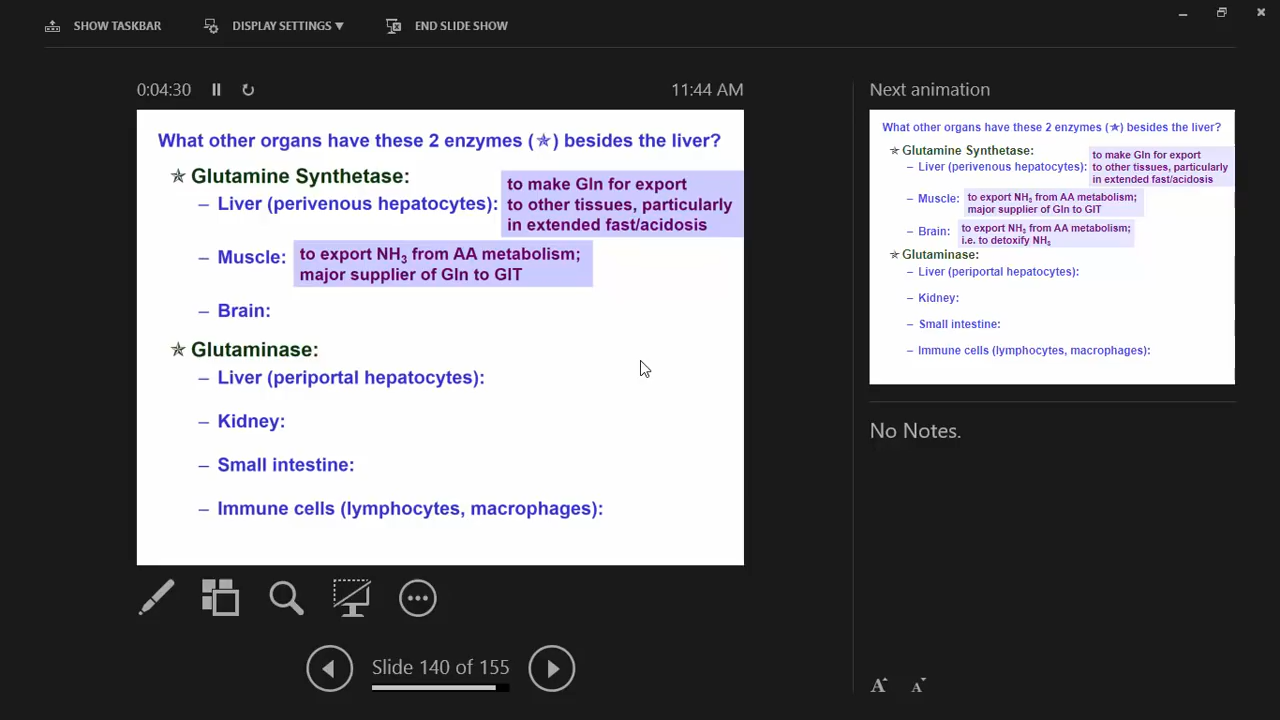 SHOW TASKBAR
DISPLAY SETTINGS ▼
END SLIDE SHOW
0:04:30
11:44 AM
What other organs have these 2 enzymes (✯) besides the liver?
✯ Glutamine Synthetase:
– Liver (perivenous hepatocytes):
to make Gln for export
to other tissues, particularly
in extended fast/acidosis
– Muscle:
to export NH₃ from AA metabolism;
major supplier of Gln to GIT
– Brain:
✯ Glutaminase:
– Liver (periportal hepatocytes):
– Kidney:
– Small intestine:
– Immune cells (lymphocytes, macrophages):
Slide 140 of 155
Next animation
What other organs have these 2 enzymes (✯) besides the liver?
✯ Glutamine Synthetase:
– Liver (perivenous hepatocytes):
to make Gln for export
to other tissues, particularly
in extended fast/acidosis
– Muscle:
to export NH₃ from AA metabolism;
major supplier of Gln to GIT
– Brain:
to export NH₃ from AA metabolism;
i.e. to detoxify NH₃
✯ Glutaminase:
– Liver (periportal hepatocytes):
– Kidney:
– Small intestine:
– Immune cells (lymphocytes, macrophages):
No Notes.
A A